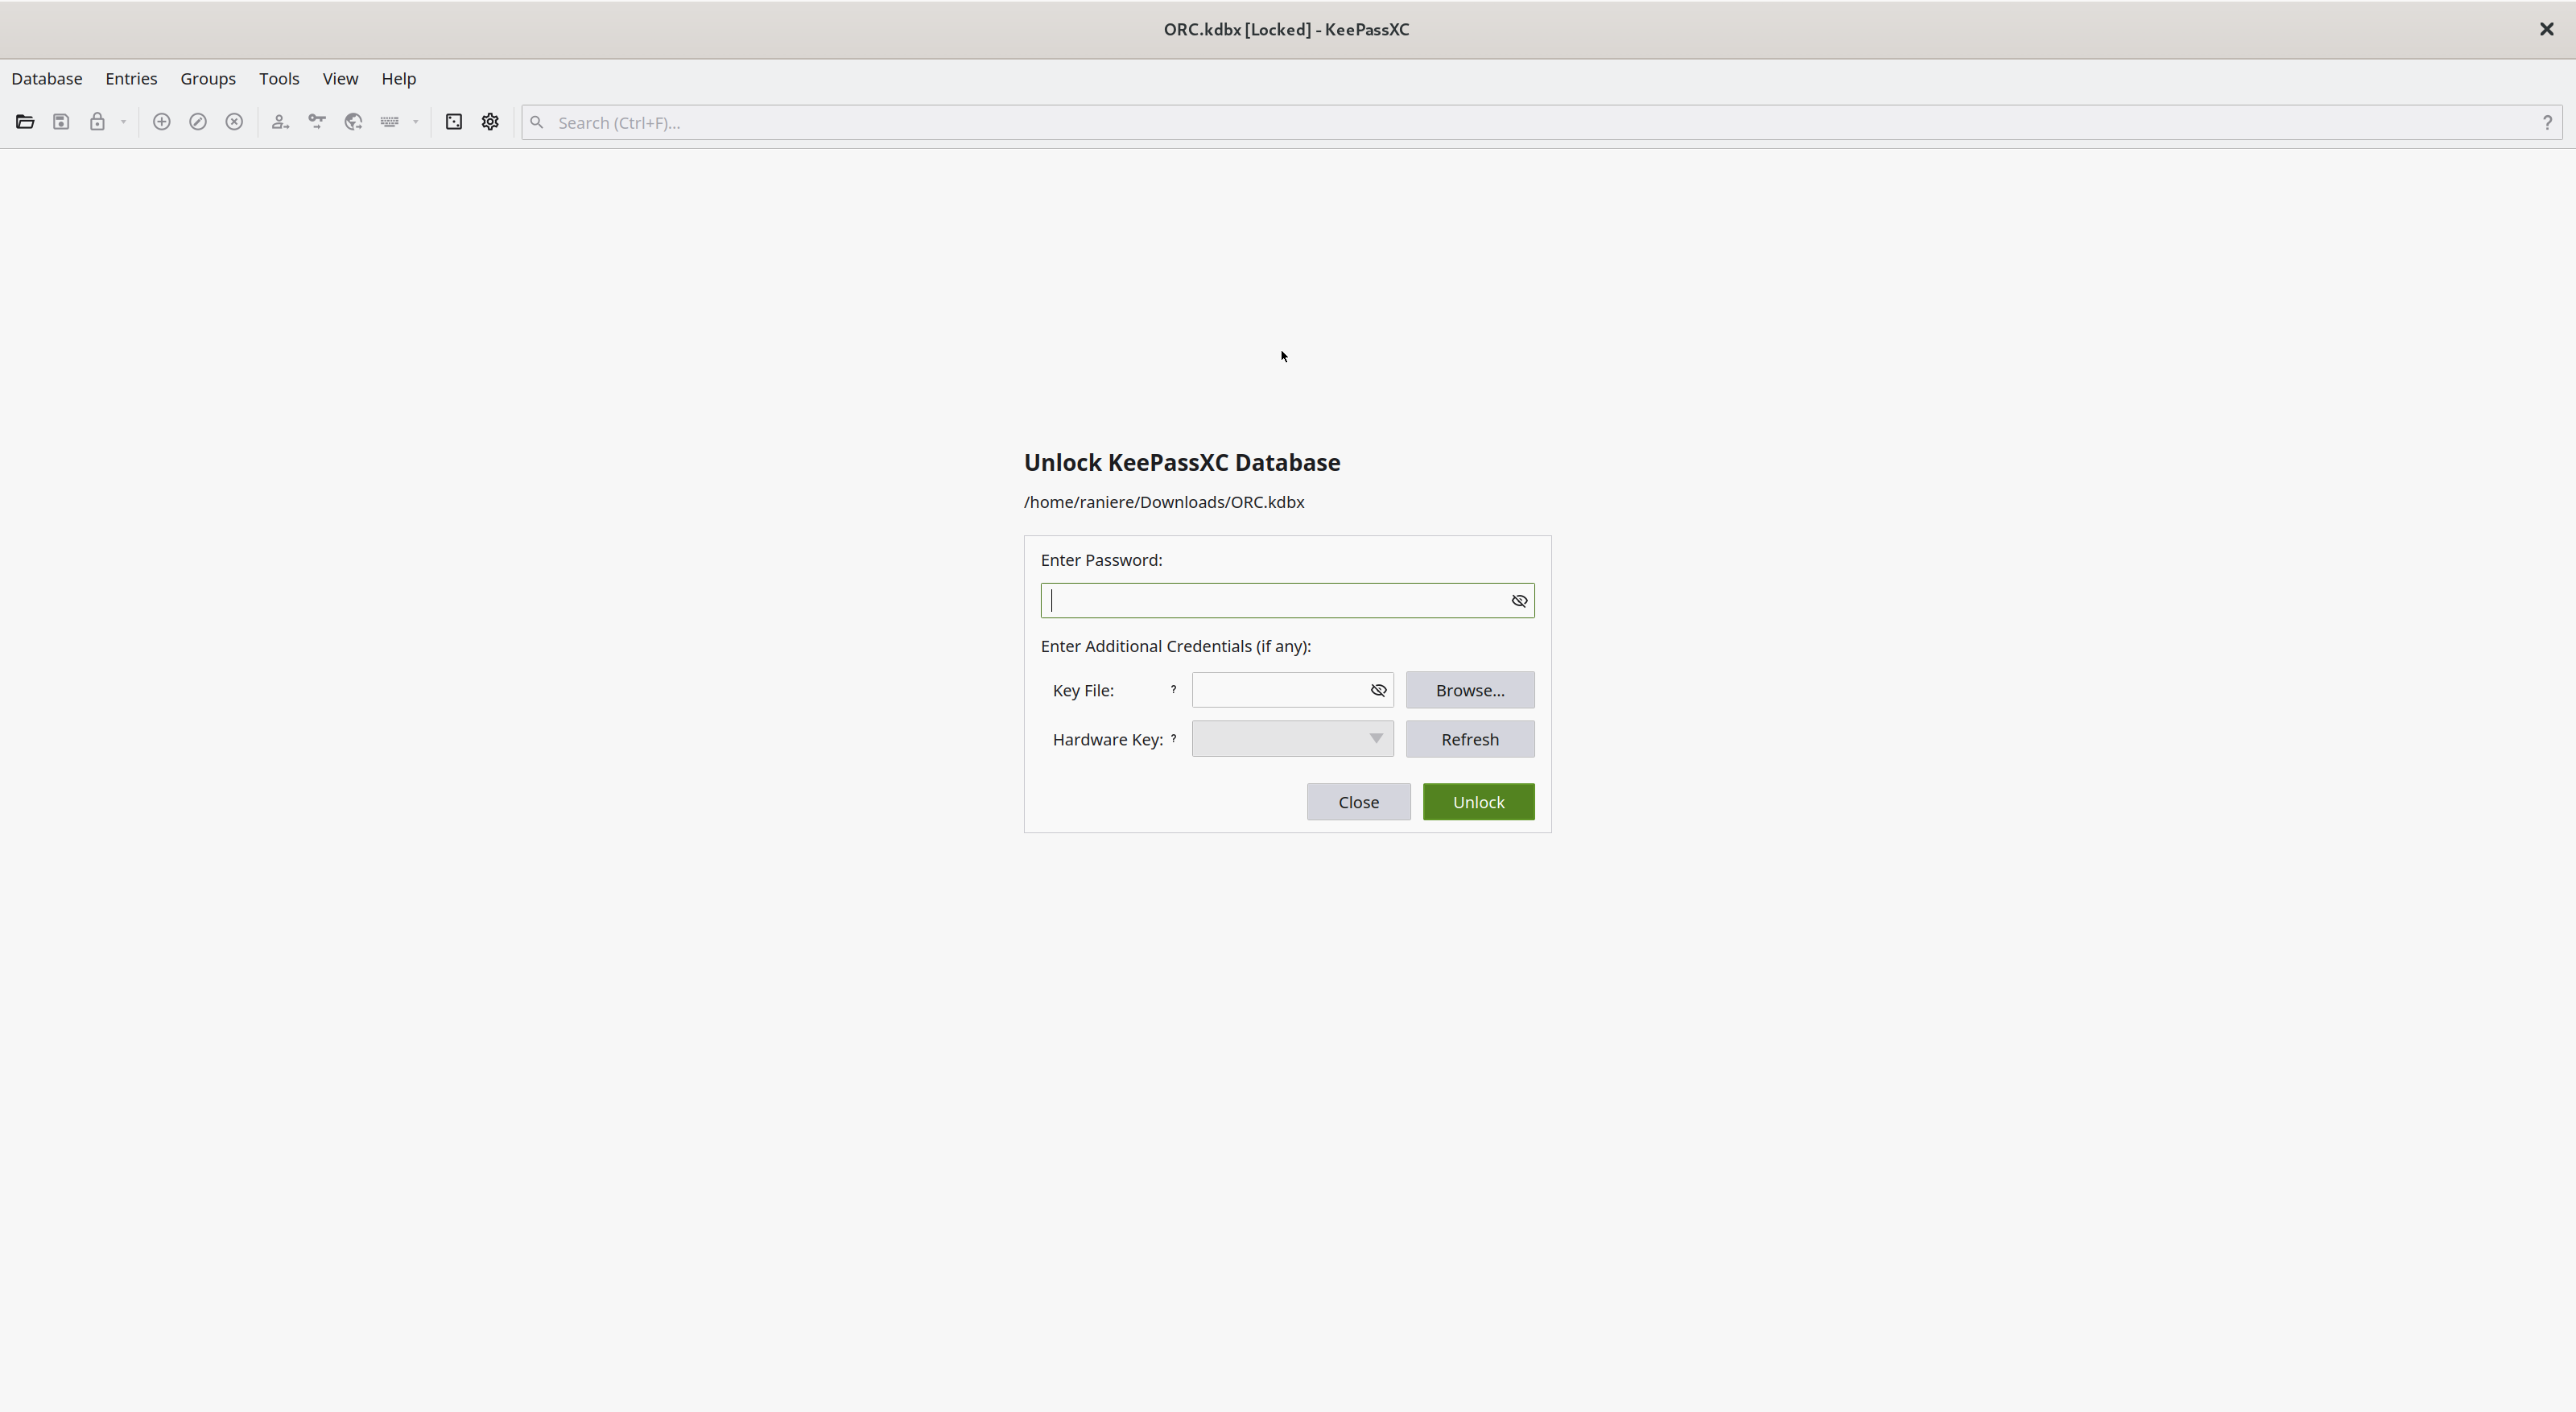 ORC.kdbx [Locked] - KeePassXC
Database Entries Groups Tools View Help
Search (Ctrl+F)... ?
Unlock KeePassXC Database
/home/raniere/Downloads/ORC.kdbx
Enter Password:
Enter Additional Credentials (if any):
Key File: ? Browse...
Hardware Key: ? Refresh
Close Unlock